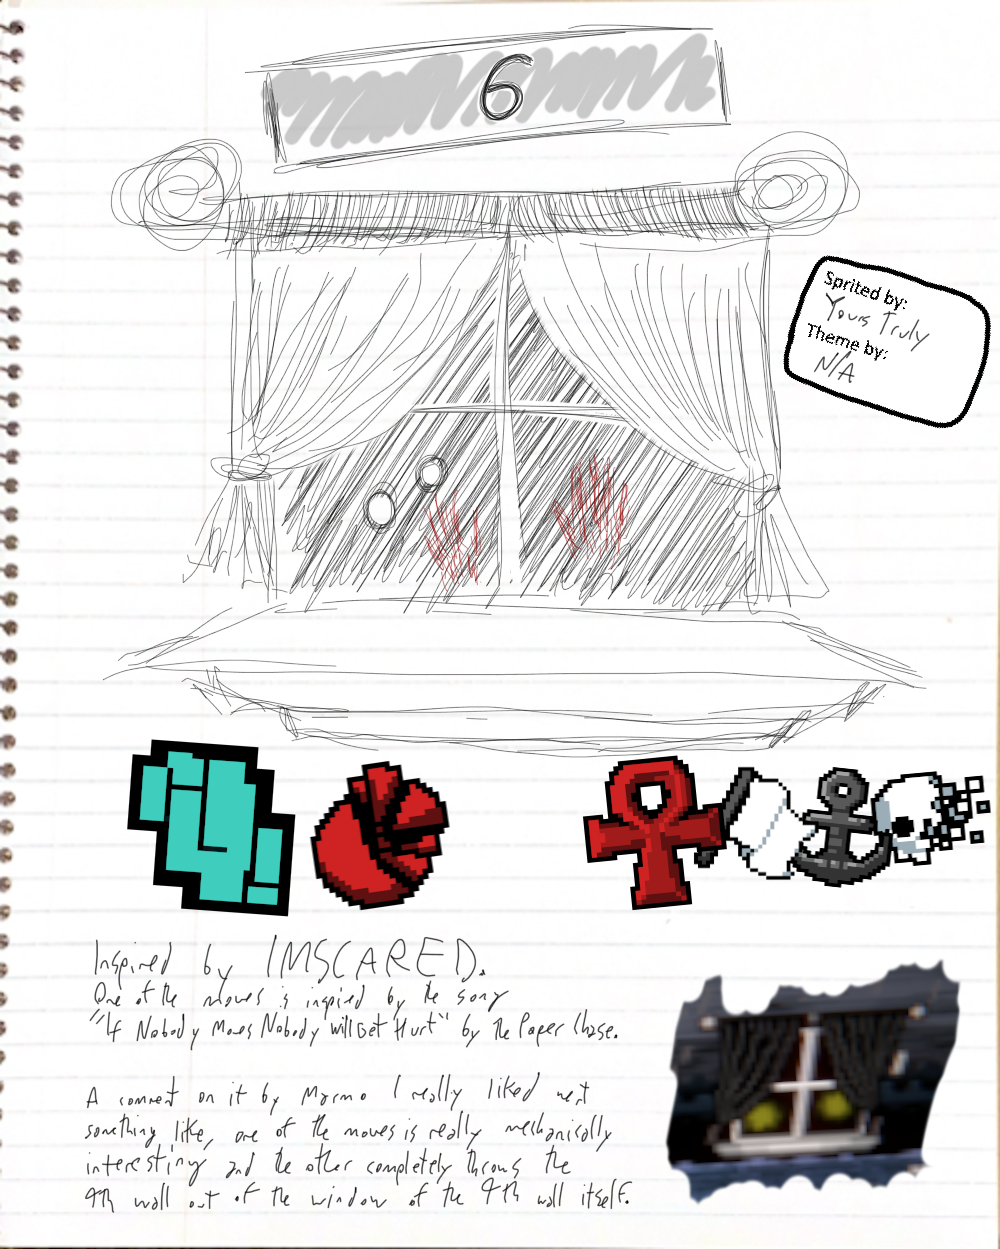 6
Sprited by:
Yours Truly
Theme by:
N/A
Inspired by IMSCARED.
One of the moves is inspired by the song
"If Nobody Moves Nobody Will Get Hurt" by the Paper Chase.
A comment on it by Marmo I really liked went
something like, one of the moves is really mechanically
interesting and the other completely throws the
4th wall out of the window of the 4th wall itself.